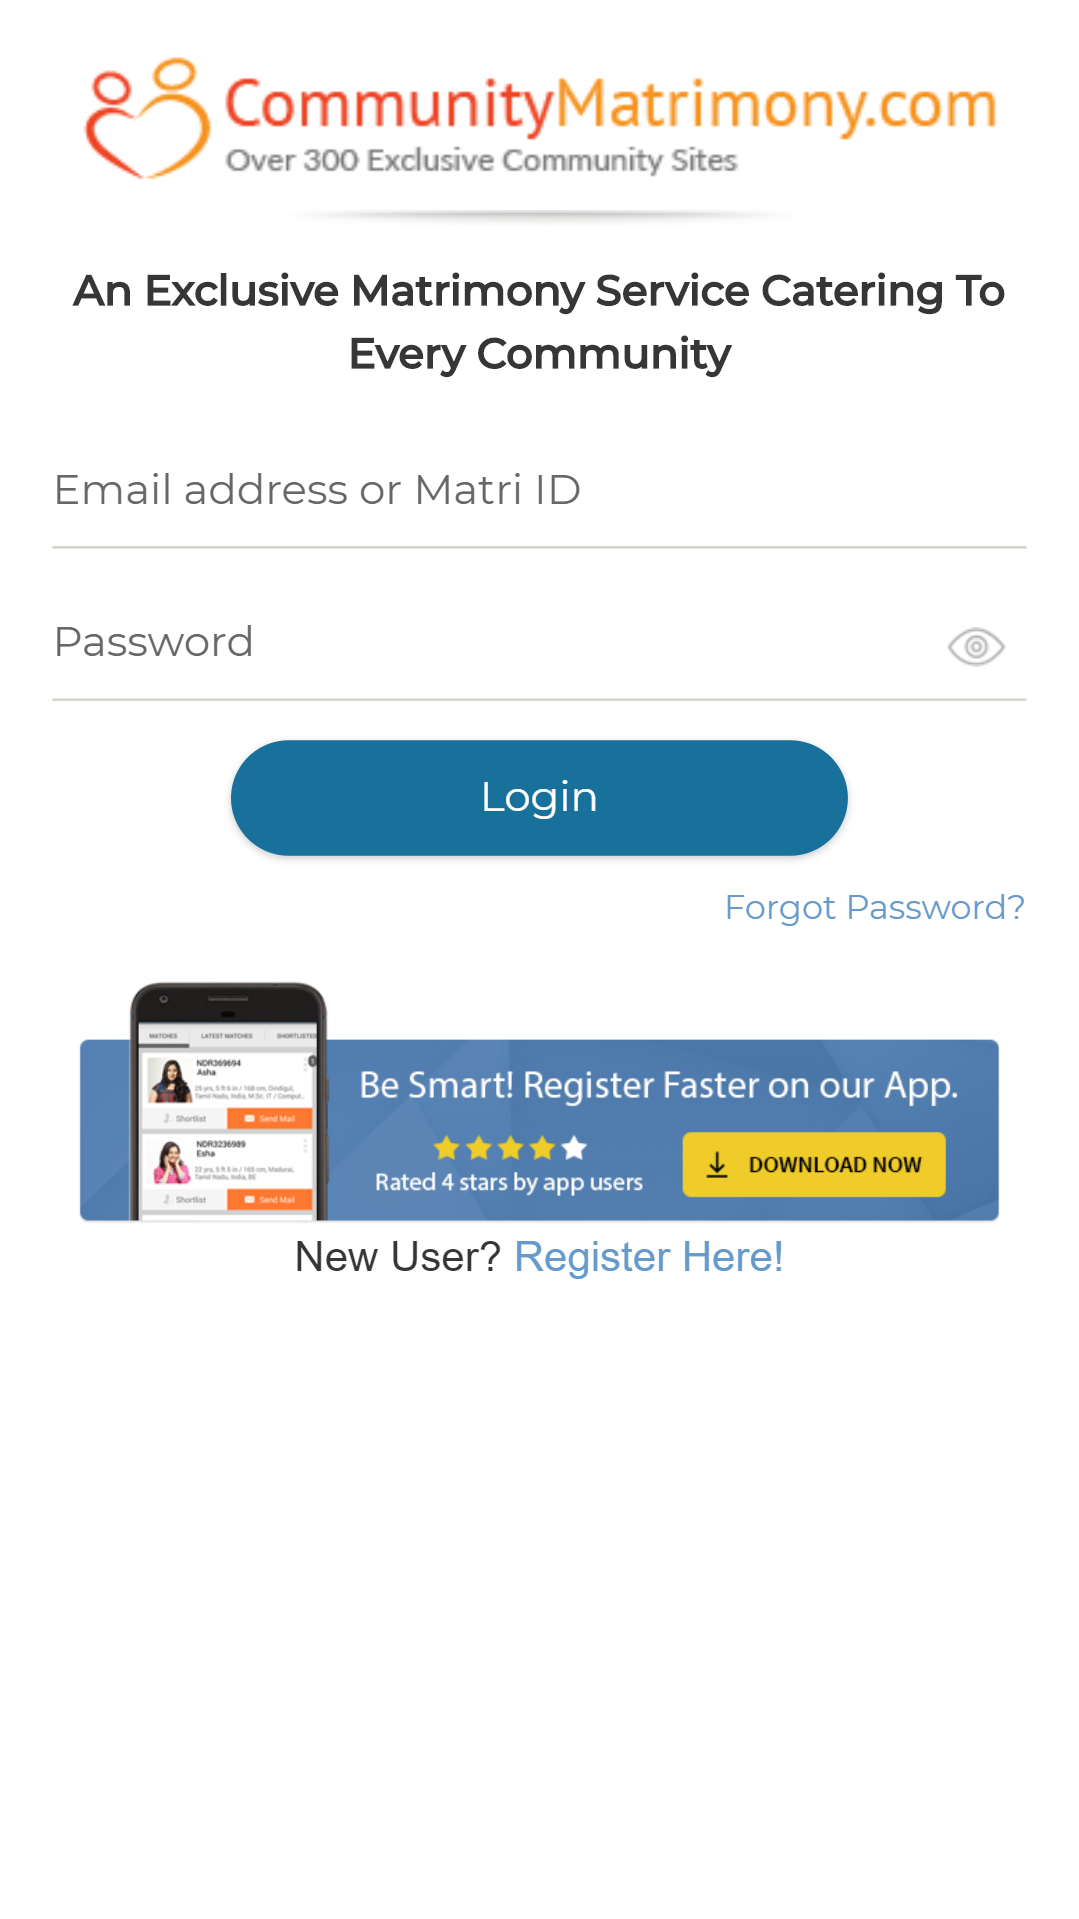 CommunityMatrimony.com
Over 300 Exclusive Community Sites
An Exclusive Matrimony Service Catering To
Every Community
Email address or Matri ID
Password
Login
Forgot Password?
MATCHES LATEST MATCHES SHORTLISTED
NDR369694
Asha
25 yrs, 5 ft 6 in / 168 cm, Dindigul,
Tamil Nadu, India, M.Sc. IT / Comput..
Shortlist Send Mail
NDR3236989
Esha
22 yrs, 5 ft 5 in / 165 cm, Madurai,
Tamil Nadu, India, BE
Shortlist Send Mail
Be Smart! Register Faster on our App.
Rated 4 stars by app users
DOWNLOAD NOW
New User? Register Here!